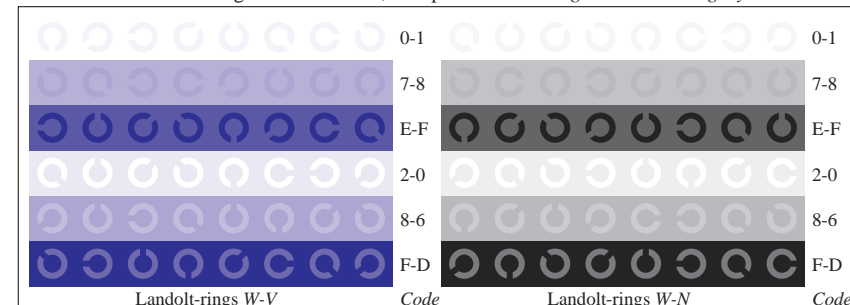 0-1 0-1
7-8 7-8
E-F E-F
2-0 2-0
8-6 8-6
F-D F-D
Landolt-rings W-V Code Landolt-rings W-N Code